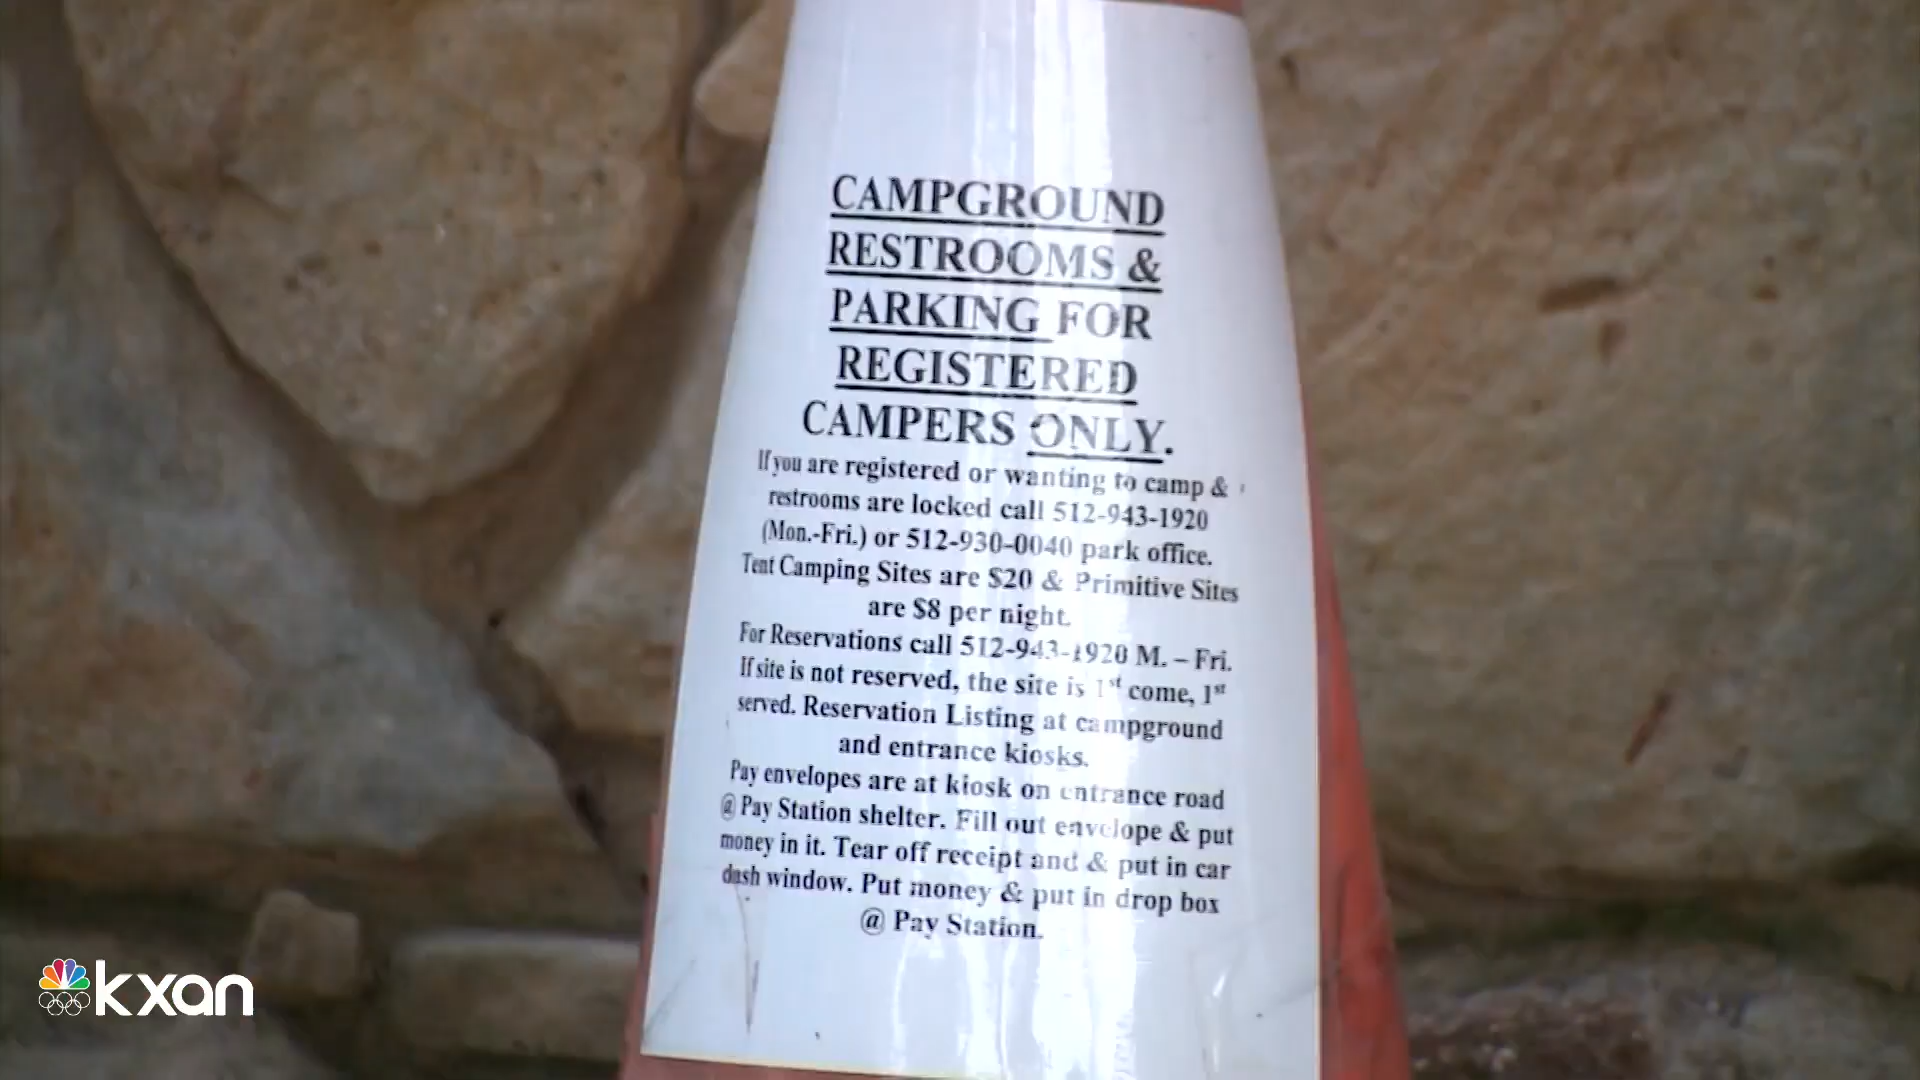 CAMPGROUND
RESTROOMS &
PARKING FOR
REGISTERED
CAMPERS ONLY.
If you are registered or wanting to camp &
restrooms are locked call 512-943-1920
(Mon.-Fri.) or 512-930-0040 park office.
Tent Camping Sites are $20 & Primitive Sites
are $8 per night.
For Reservations call 512-943-1920 M. – Fri.
If site is not reserved, the site is 1st come, 1st
served. Reservation Listing at campground
and entrance kiosks.
Pay envelopes are at kiosk on entrance road
@ Pay Station shelter. Fill out envelope & put
money in it. Tear off receipt and & put in car
dash window. Put money & put in drop box
@ Pay Station.
kxan